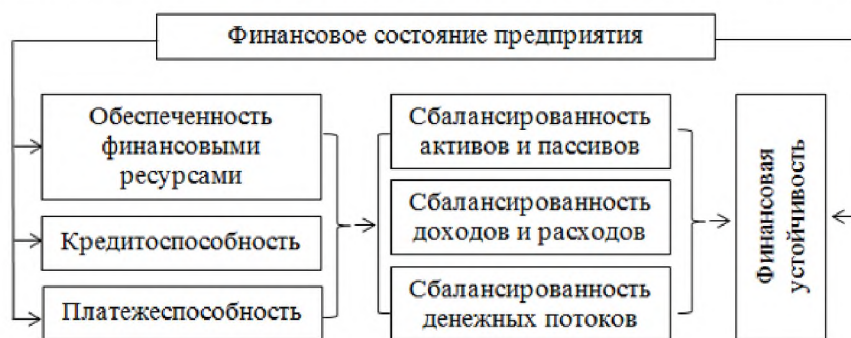 Финансовое состояние предприятия
Обеспеченность
финансовыми
ресурсами
Кредитоспособность
Платежеспособность
Сбалансированность
активов и пассивов
Сбалансированность
доходов и расходов
Сбалансированность
денежных потоков
Финансовая
устойчивость